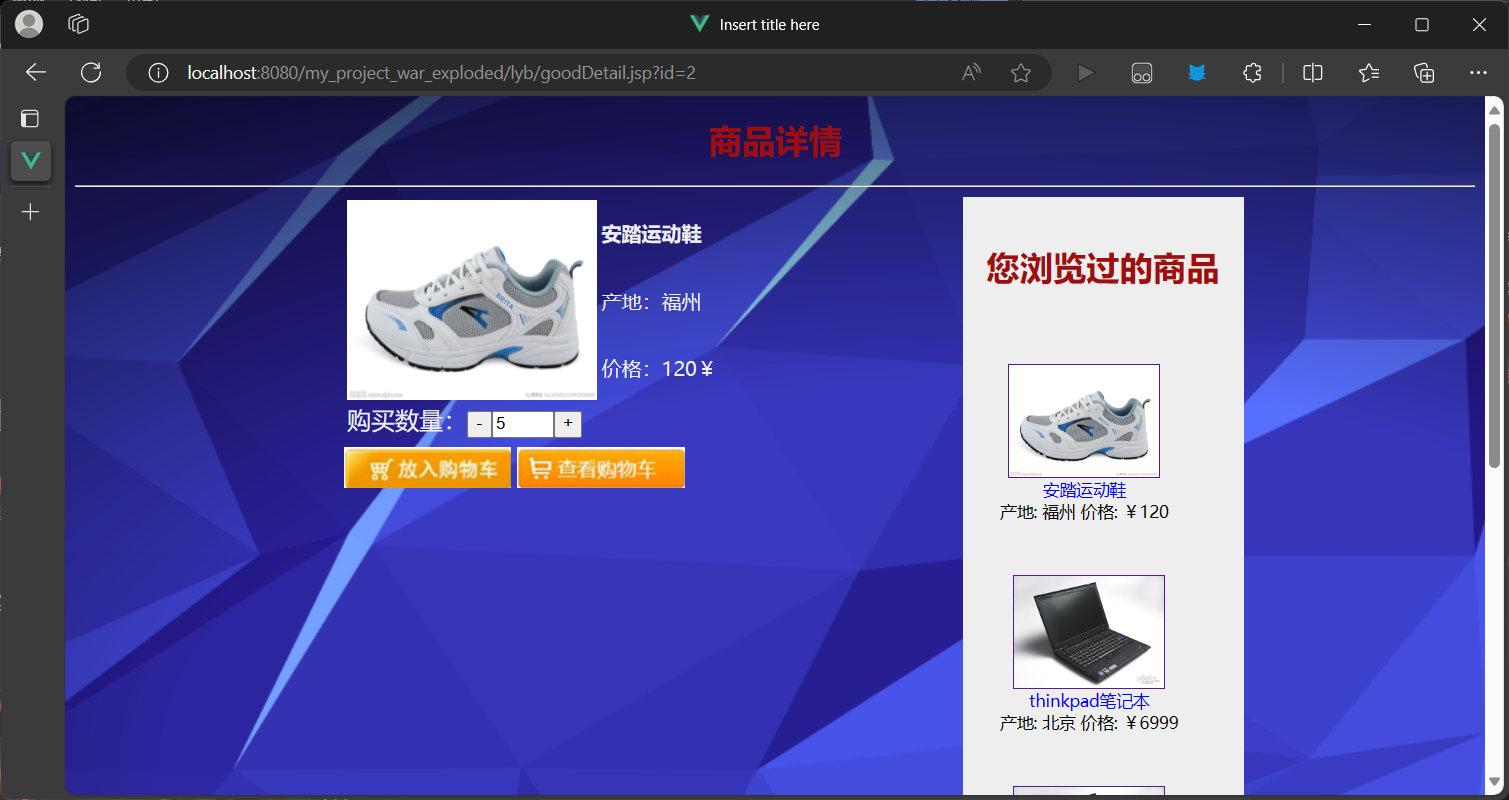 Insert title here
localhost:8080/my_project_war_exploded/lyb/goodDetail.jsp?id=2
商品详情
安踏运动鞋
产地：福州
价格：120￥
购买数量：
-
5
+
放入购物车
查看购物车
您浏览过的商品
安踏运动鞋
产地: 福州 价格: ￥120
thinkpad笔记本
产地: 北京 价格: ￥6999